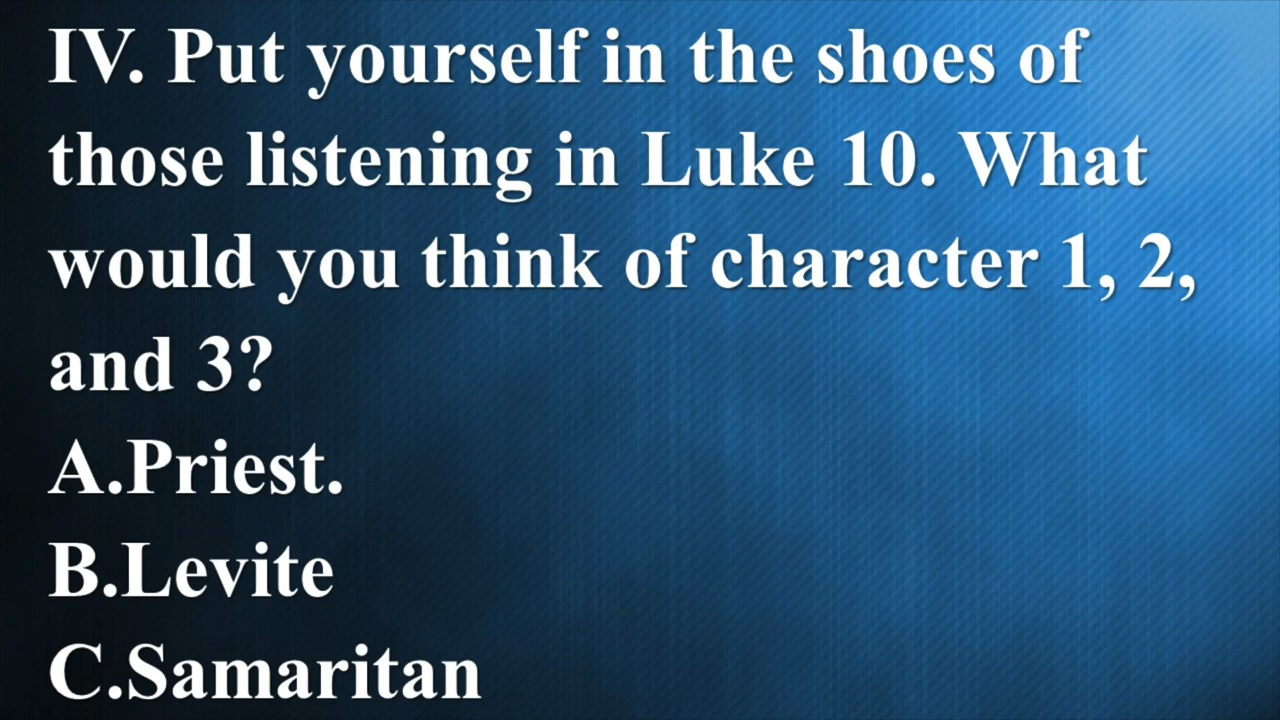 IV. Put yourself in the shoes of
those listening in Luke 10. What
would you think of character 1, 2,
and 3?
A.Priest.
B.Levite
C.Samaritan